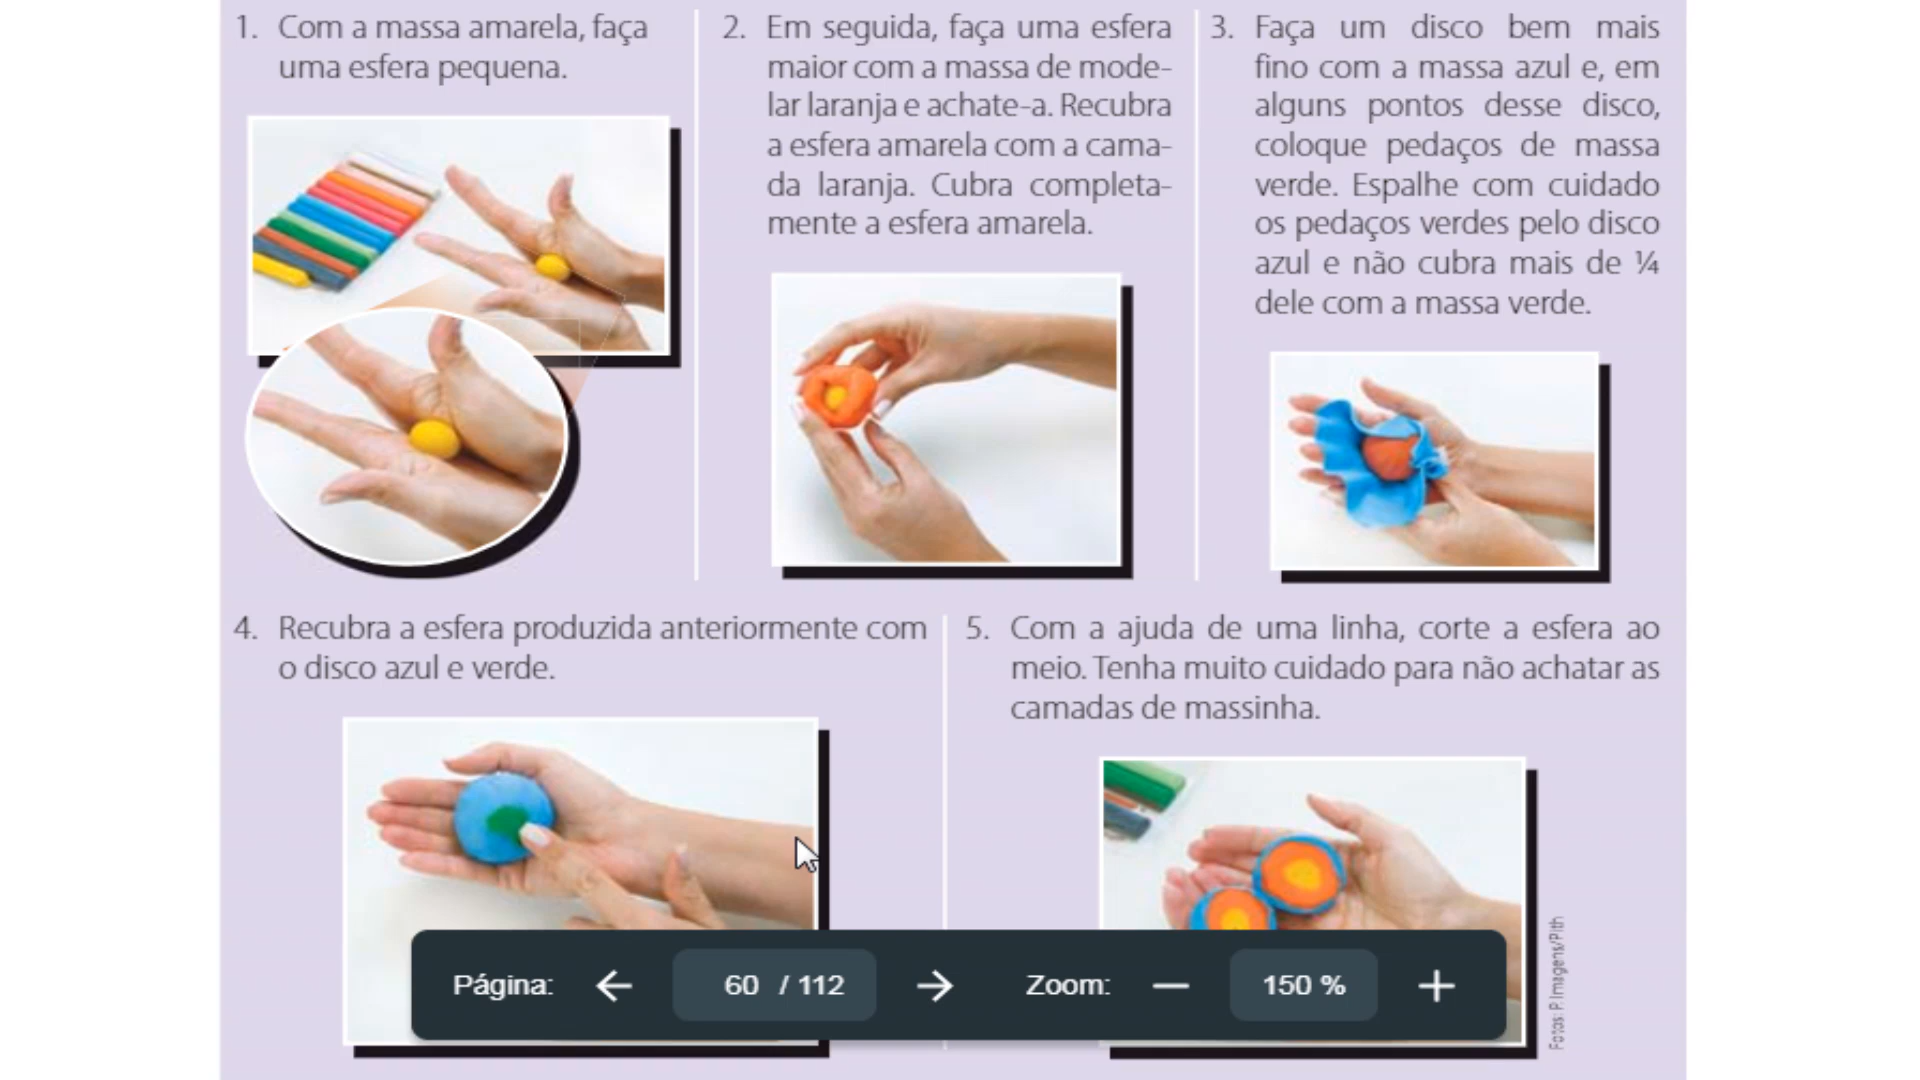 1. Com a massa amarela, faça
uma esfera pequena.
2. Em seguida, faça uma esfera
maior com a massa de mode-
lar laranja e achate-a. Recubra
a esfera amarela com a cama-
da laranja. Cubra completa-
mente a esfera amarela.
3. Faça um disco bem mais
fino com a massa azul e, em
alguns pontos desse disco,
coloque pedaços de massa
verde. Espalhe com cuidado
os pedaços verdes pelo disco
azul e não cubra mais de ¼
dele com a massa verde.
4. Recubra a esfera produzida anteriormente com
o disco azul e verde.
5. Com a ajuda de uma linha, corte a esfera ao
meio. Tenha muito cuidado para não achatar as
camadas de massinha.
Fotos: P.Imagens/Pith
Página: 60 / 112 Zoom: 150 %